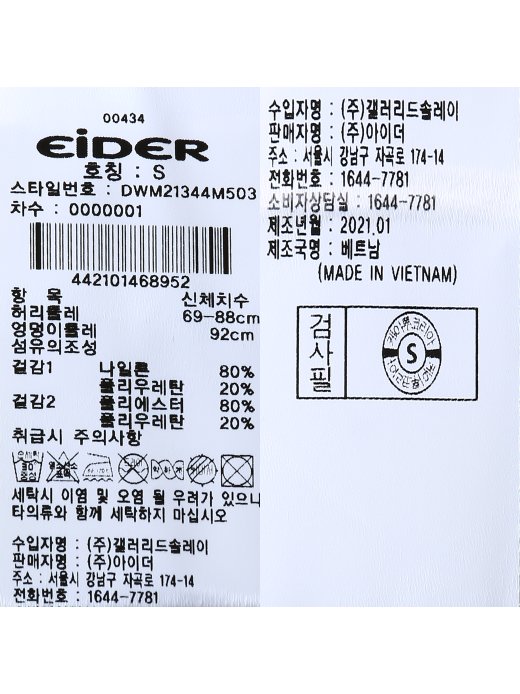 00434
EiDER
호칭 : S
스타일번호 : DWM21344M503
차수 : 0000001
442101468952
항 목 신체치수
허리둘레 69-88cm
엉덩이둘레 92cm
섬유의조성
겉감1 나일론 80%
폴리우레탄 20%
겉감2 폴리에스터 80%
폴리우레탄 20%
취급시 주의사항
세탁시 이염 및 오염 될 우려가 있으니
타의류와 함께 세탁하지 마십시오
수입자명 : (주)갤러리드솔레이
판매자명 : (주)아이더
주소 : 서울시 강남구 자곡로 174-14
전화번호 : 1644-7781
수입자명 : (주)갤러리드솔레이
판매자명 : (주)아이더
주소 : 서울시 강남구 자곡로 174-14
전화번호 : 1644-7781
소비자상담실 : 1644-7781
제조년월 : 2021.01
제조국명 : 베트남
(MADE IN VIETNAM)
검사필
S